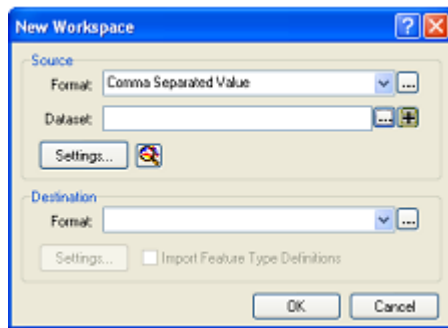 New Workspace
Source
Format: Comma Separated Value
Dataset:
Settings...
Destination
Format:
Settings... Import Feature Type Definitions
OK Cancel